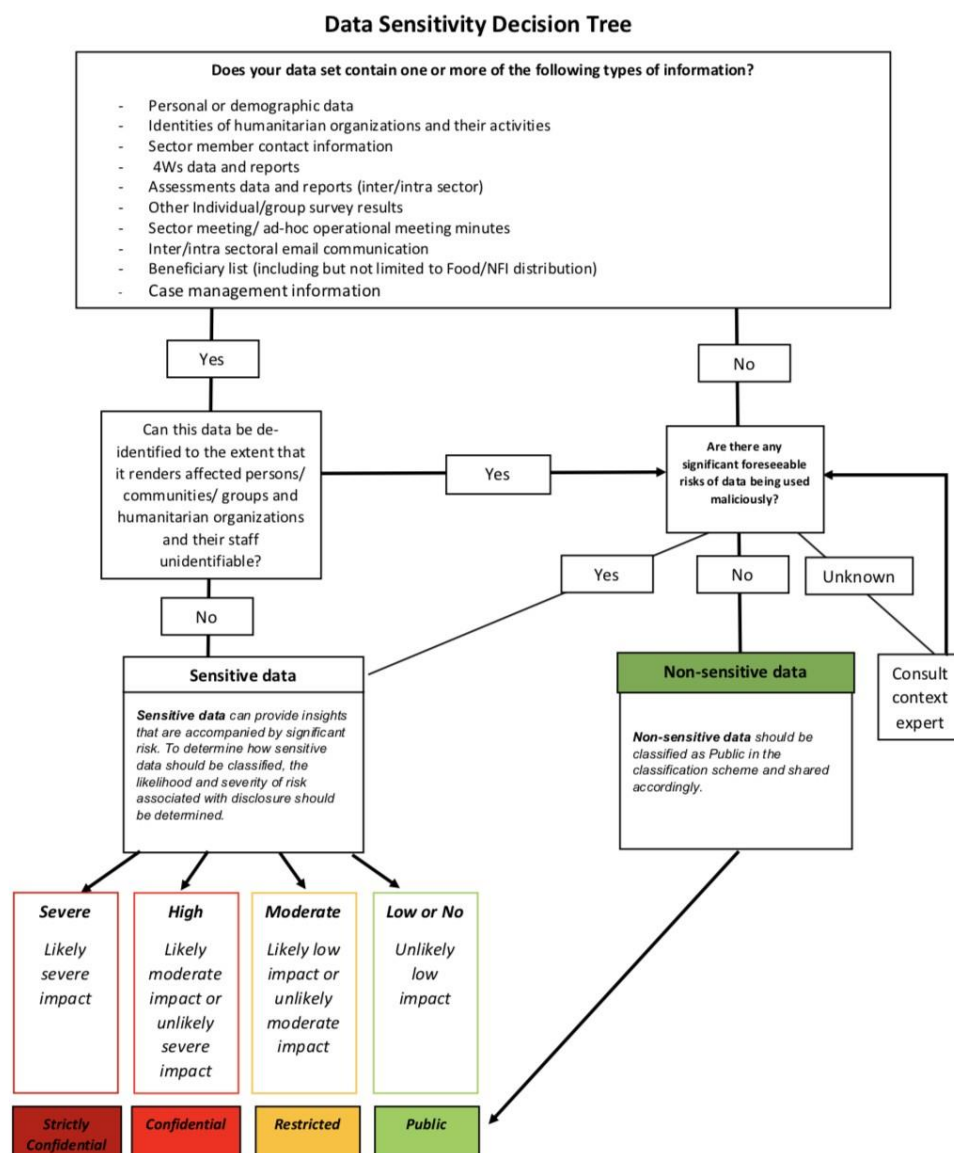 Data Sensitivity Decision Tree
Does your data set contain one or more of the following types of information?
- Personal or demographic data
- Identities of humanitarian organizations and their activities
- Sector member contact information
- 4Ws data and reports
- Assessments data and reports (inter/intra sector)
- Other Individual/group survey results
- Sector meeting/ ad-hoc operational meeting minutes
- Inter/intra sectoral email communication
- Beneficiary list (including but not limited to Food/NFI distribution)
- Case management information
Yes
No
Can this data be de-
identified to the extent that
it renders affected persons/
communities/ groups and
humanitarian organizations
and their staff
unidentifiable?
Yes
Are there any
significant foreseeable
risks of data being used
maliciously?
Yes
No
Unknown
No
Sensitive data
Sensitive data can provide insights
that are accompanied by significant
risk. To determine how sensitive
data should be classified, the
likelihood and severity of risk
associated with disclosure should
be determined.
Non-sensitive data
Non-sensitive data should be
classified as Public in the
classification scheme and shared
accordingly.
Consult
context
expert
Severe
Likely
severe
impact
High
Likely
moderate
impact or
unlikely
severe
impact
Moderate
Likely low
impact or
unlikely
moderate
impact
Low or No
Unlikely
low
impact
Strictly
Confidential
Confidential
Restricted
Public